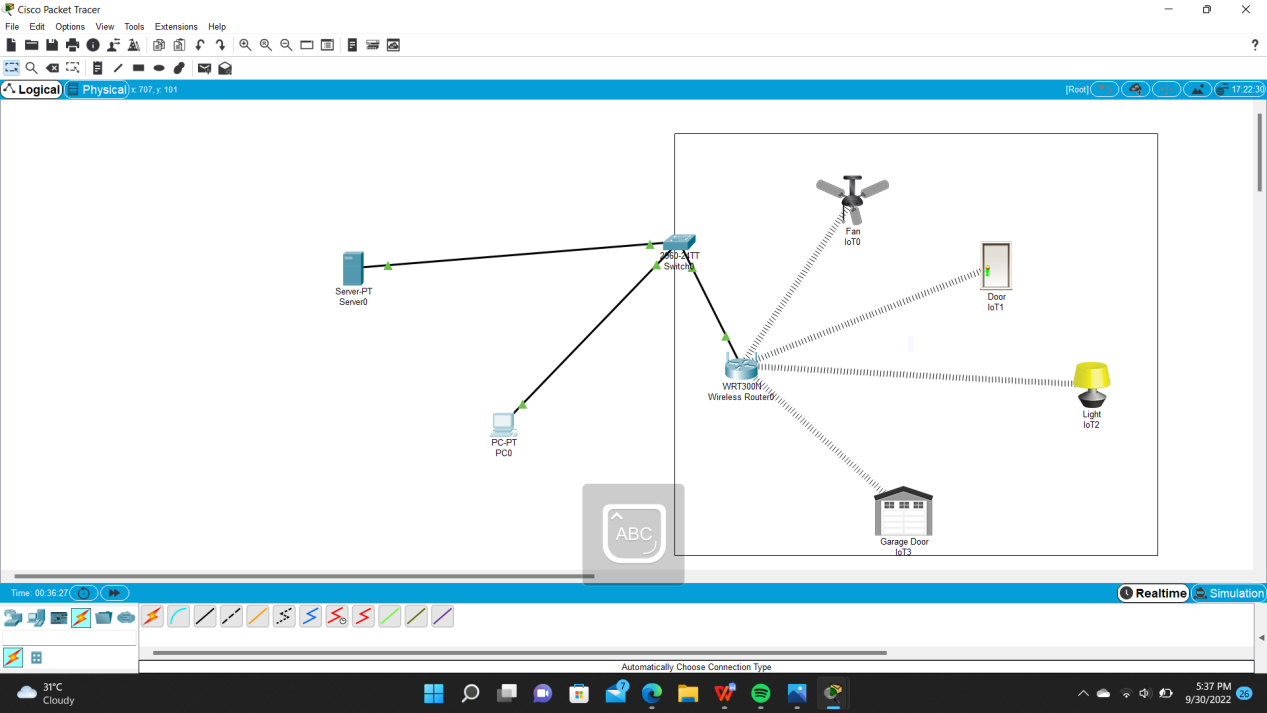 Cisco Packet Tracer
File Edit Options View Tools Extensions Help
?
Logical Physical x: 707, y: 101 [Root] 17:22:30
Fan
IoT0
2960-24TT
Switch0
Door
IoT1
Server-PT
Server0
WRT300N
Wireless Router0
Light
IoT2
PC-PT
PC0
ABC
Garage Door
IoT3
Time: 00:36:27 Realtime Simulation
Automatically Choose Connection Type
31°C
Cloudy
7
W
5:37 PM
9/30/2022
26